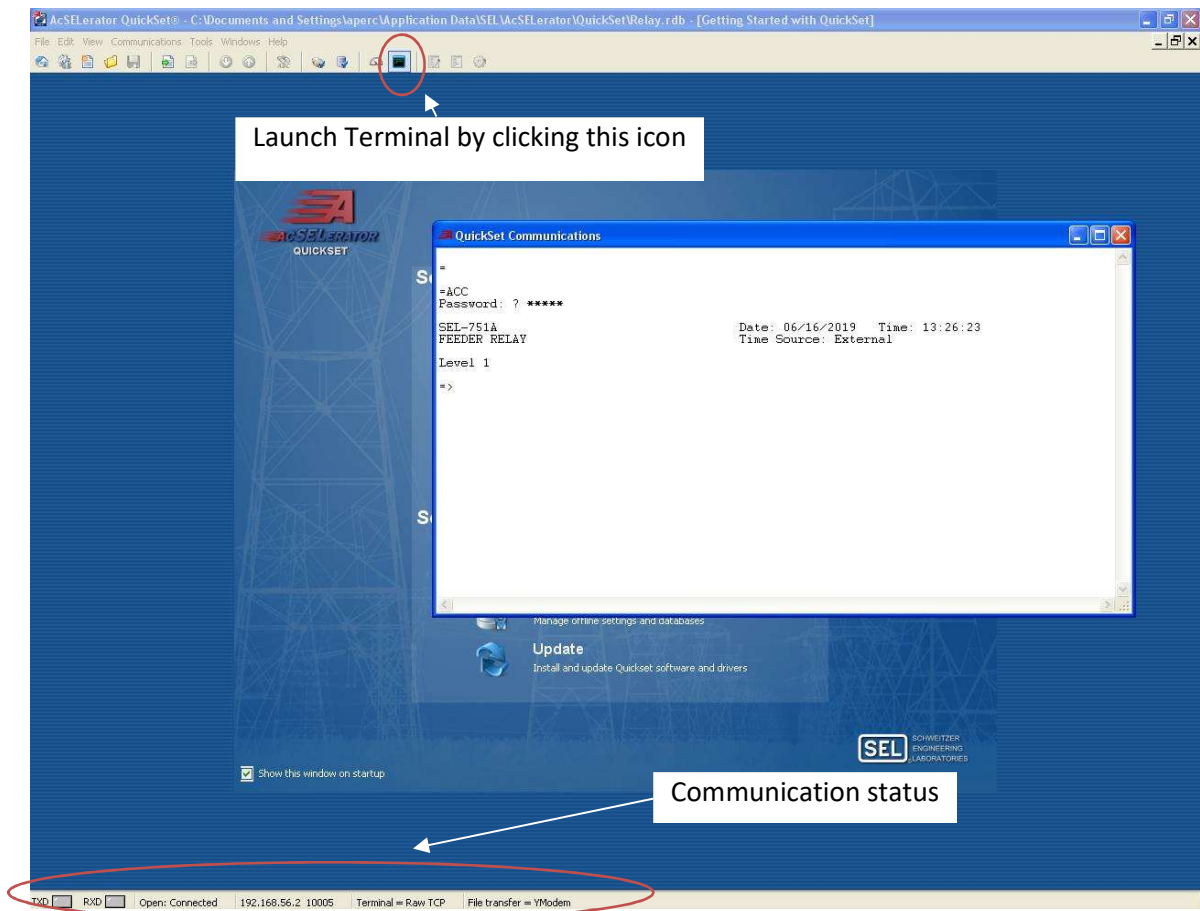 AcSELerator QuickSet® - C:\Documents and Settings\aperc\Application Data\SEL\AcSELerator\QuickSet\Relay.rdb - [Getting Started with QuickSet]
File Edit View Communications Tools Windows Help
Launch Terminal by clicking this icon
ACSELERATOR
QUICKSET
QuickSet Communications
=
=ACC
Password: ? *****
SEL-751A Date: 06/16/2019 Time: 13:26:23
FEEDER RELAY Time Source: External
Level 1
=>
Manage offline settings and databases
Update
Install and update Quickset software and drivers
SEL SCHWEITZER
ENGINEERING
LABORATORIES
Show this window on startup
Communication status
TXD RXD Open: Connected 192.168.56.2 10005 Terminal = Raw TCP File transfer = YModem